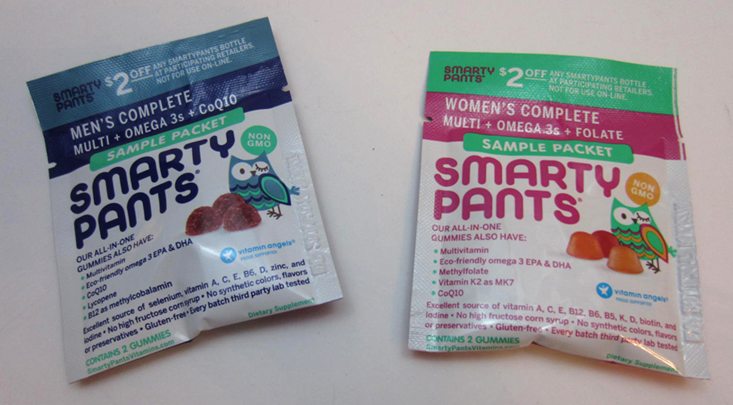 SMARTY
PANTS
$2 OFF ANY SMARTYPANTS BOTTLE
AT PARTICIPATING RETAILERS.
NOT FOR USE ON-LINE.
MEN'S COMPLETE
MULTI + OMEGA 3s + CoQ10
SAMPLE PACKET
NON
GMO
SMARTY
PANTS®
OUR ALL-IN-ONE
GUMMIES ALSO HAVE:
• Multivitamin
• Eco-friendly omega 3 EPA & DHA
• CoQ10
• Lycopene
• B12 as methylcobalamin
vitamin angels®
PROUD SUPPORTER
Excellent source of selenium, vitamin A, C, E, B6, D, zinc, and
iodine • No high fructose corn syrup • No synthetic colors, flavors
or preservatives • Gluten-free • Every batch third party lab tested
CONTAINS 2 GUMMIES
Dietary Supplement
SmartyPantsVitamins.com
SMARTY
PANTS
$2 OFF ANY SMARTYPANTS BOTTLE
AT PARTICIPATING RETAILERS.
NOT FOR USE ON-LINE.
WOMEN'S COMPLETE
MULTI + OMEGA 3s + FOLATE
SAMPLE PACKET
NON
GMO
SMARTY
PANTS®
OUR ALL-IN-ONE
GUMMIES ALSO HAVE:
• Multivitamin
• Eco-friendly omega 3 EPA & DHA
• Methylfolate
• Vitamin K2 as MK7
• CoQ10
vitamin angels®
PROUD SUPPORTER
Excellent source of vitamin A, C, E, B12, B6, B5, K, D, biotin, and
iodine • No high fructose corn syrup • No synthetic colors, flavors
or preservatives • Gluten-free • Every batch third party lab tested
CONTAINS 2 GUMMIES
SmartyPantsVitamins.com
Dietary Supplement